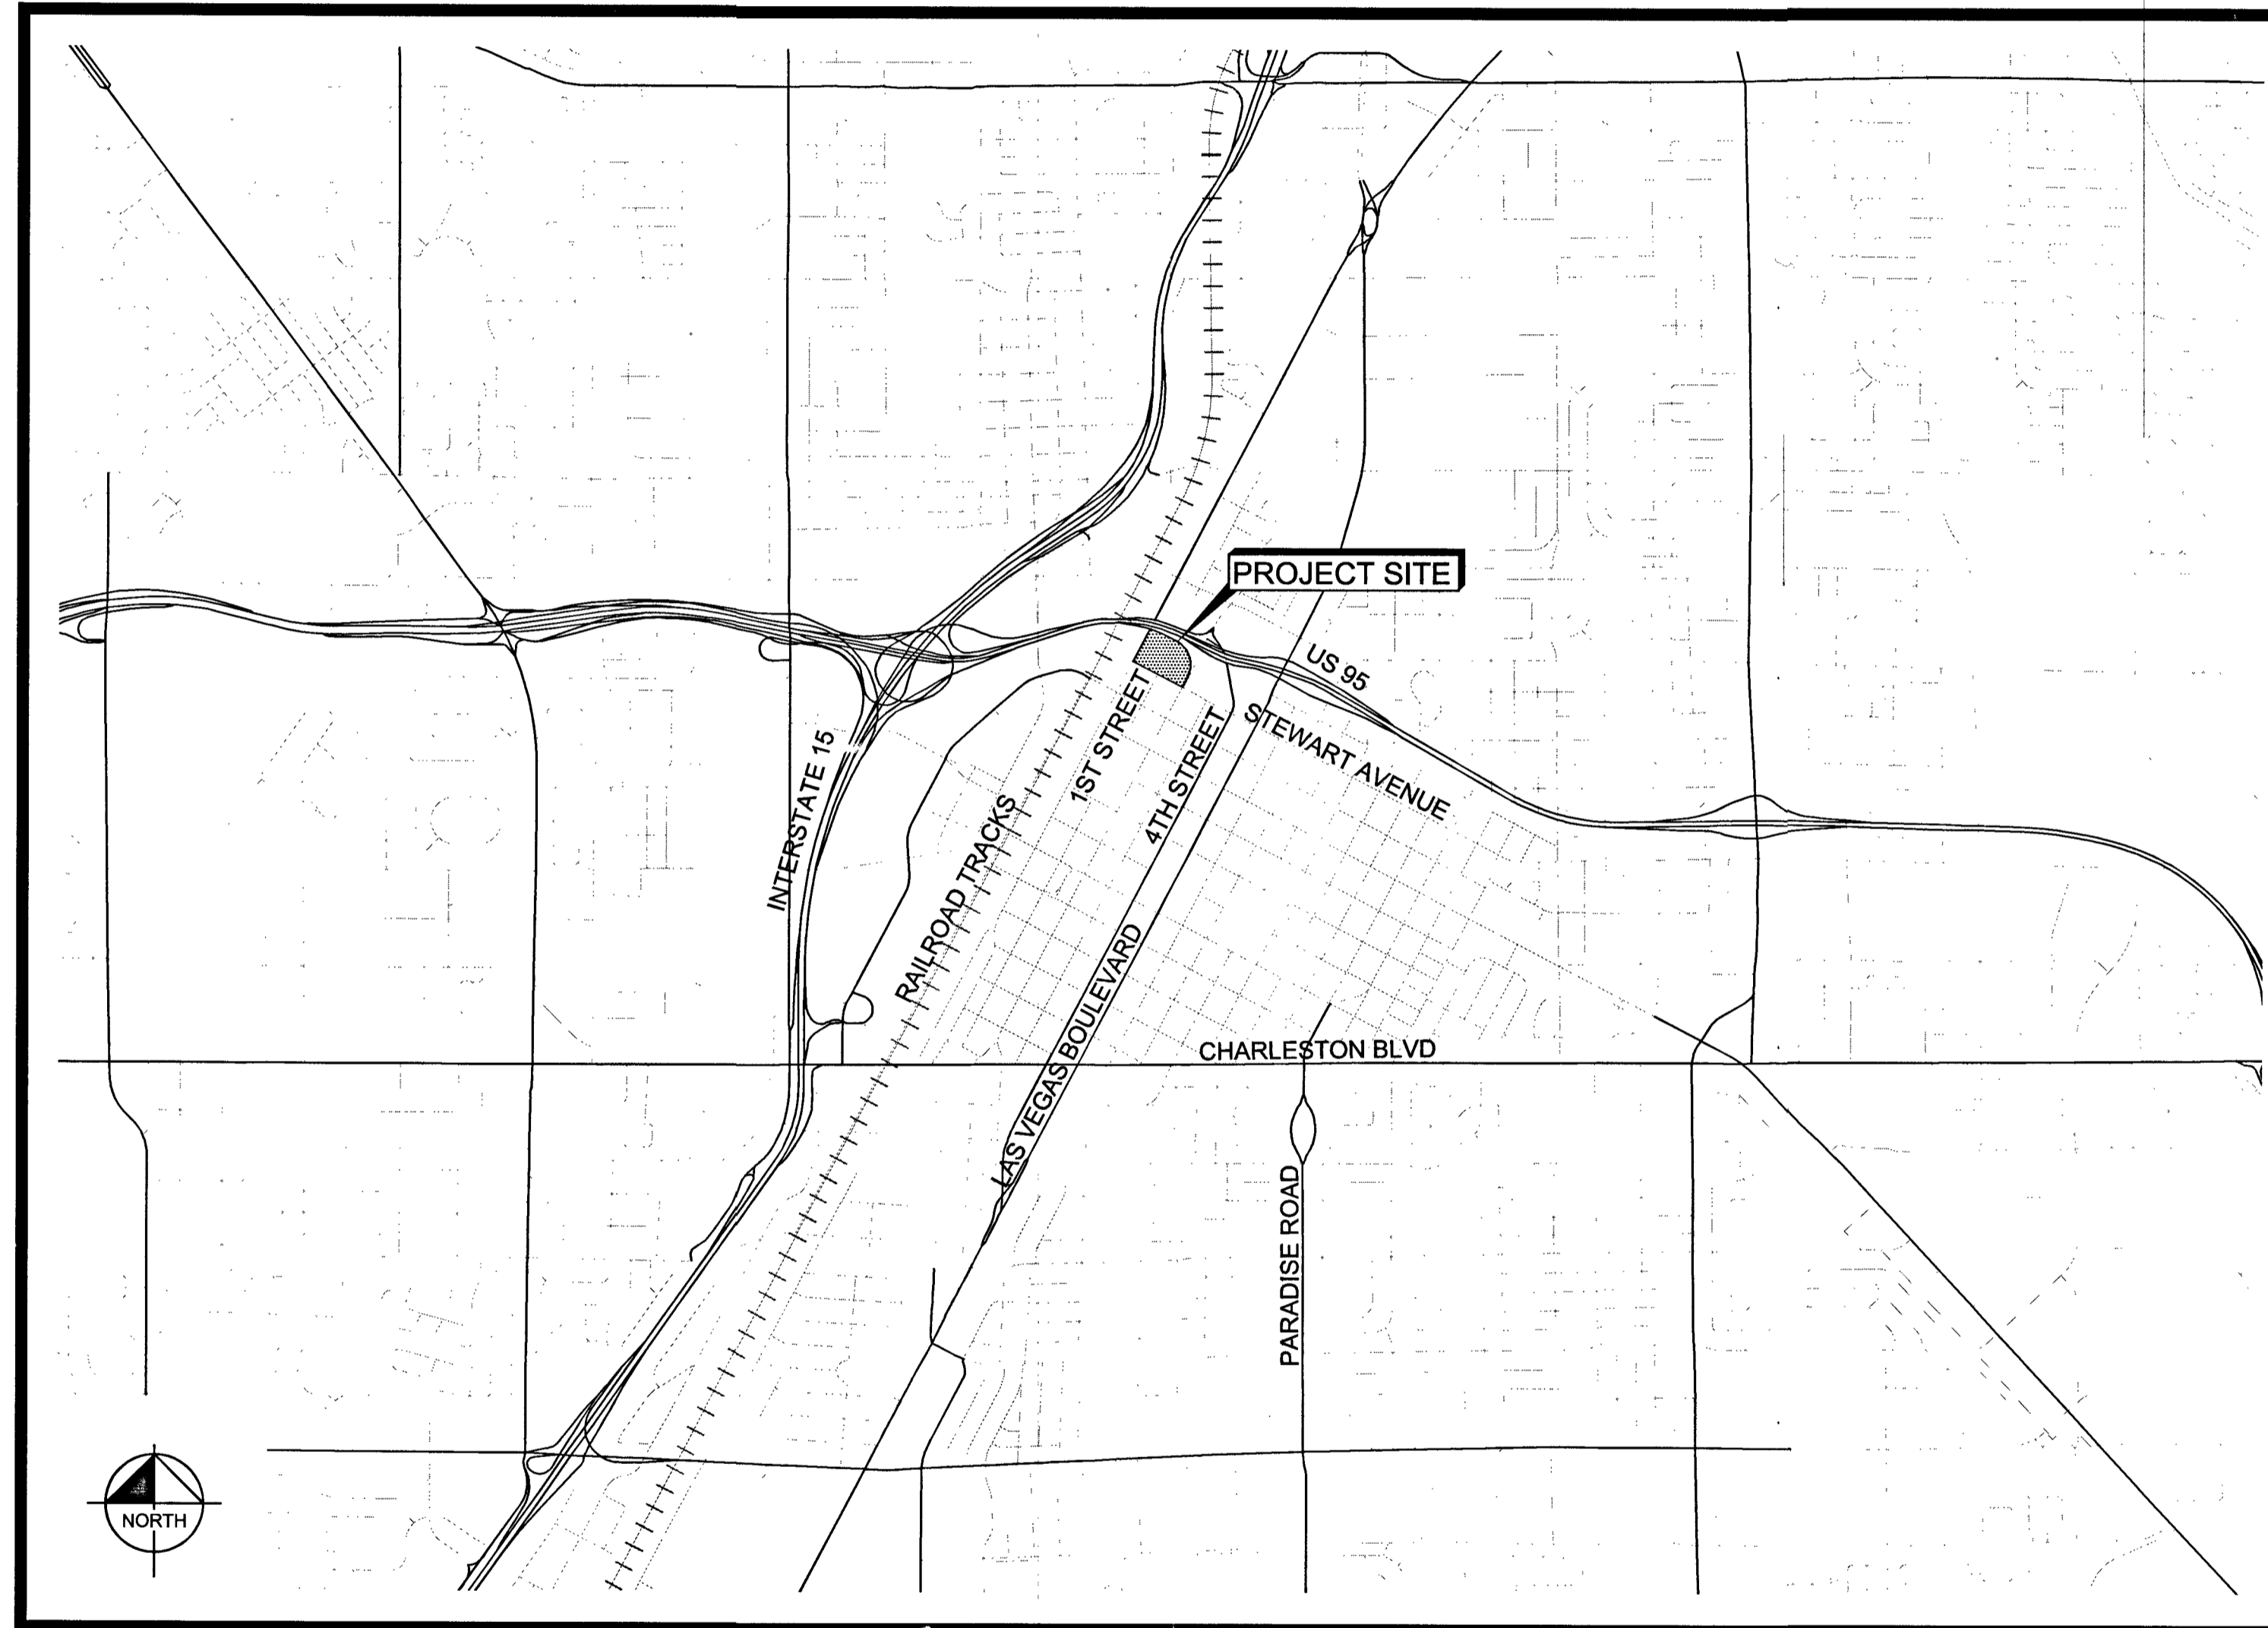 PROJECT SITE
US 95
1ST STREET
4TH STREET
STEWART AVENUE
INTERSTATE 15
RAILROAD TRACKS
LAS VEGAS BOULEVARD
CHARLESTON BLVD
PARADISE ROAD
NORTH